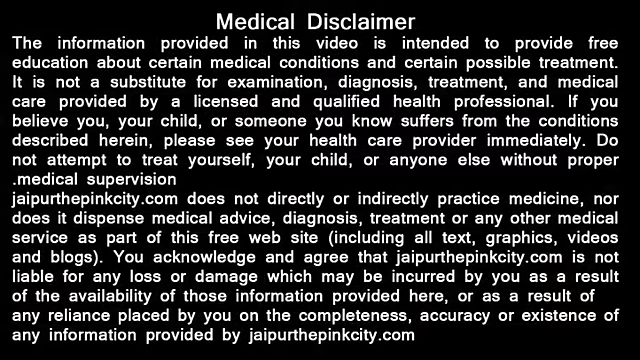 Medical Disclaimer
The information provided in this video is intended to provide free
education about certain medical conditions and certain possible treatment.
It is not a substitute for examination, diagnosis, treatment, and medical
care provided by a licensed and qualified health professional. If you
believe you, your child, or someone you know suffers from the conditions
described herein, please see your health care provider immediately. Do
not attempt to treat yourself, your child, or anyone else without proper
.medical supervision
jaipurthepinkcity.com does not directly or indirectly practice medicine, nor
does it dispense medical advice, diagnosis, treatment or any other medical
service as part of this free web site (including all text, graphics, videos
and blogs). You acknowledge and agree that jaipurthepinkcity.com is not
liable for any loss or damage which may be incurred by you as a result
of the availability of those information provided here, or as a result of
any reliance placed by you on the completeness, accuracy or existence of
any information provided by jaipurthepinkcity.com